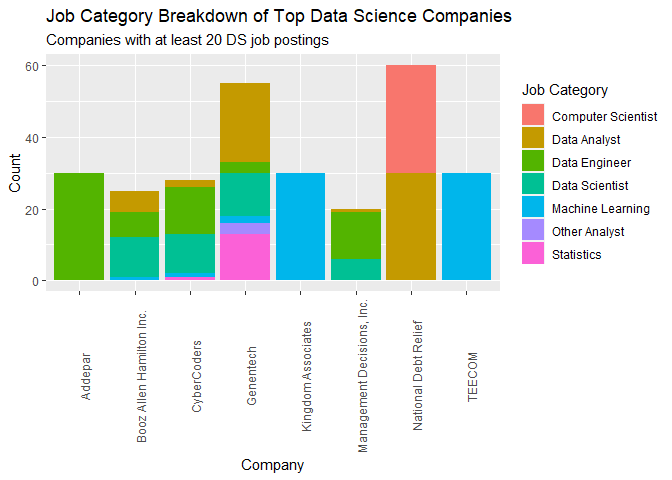 Job Category Breakdown of Top Data Science Companies
Companies with at least 20 DS job postings
60
40
20
0
Count
Addepar
Booz Allen Hamilton Inc.
CyberCoders
Genentech
Kingdom Associates
Management Decisions, Inc.
National Debt Relief
TEECOM
Company
Job Category
Computer Scientist
Data Analyst
Data Engineer
Data Scientist
Machine Learning
Other Analyst
Statistics